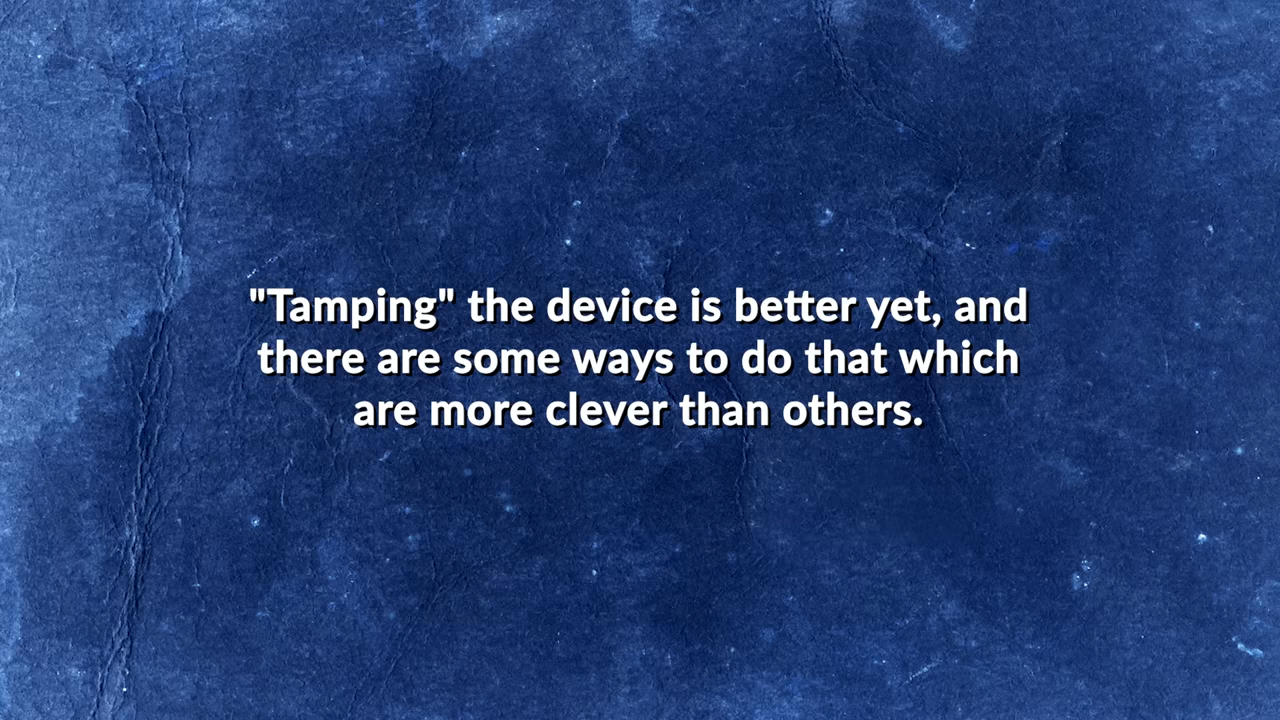 "Tamping" the device is better yet, and
there are some ways to do that which
are more clever than others.